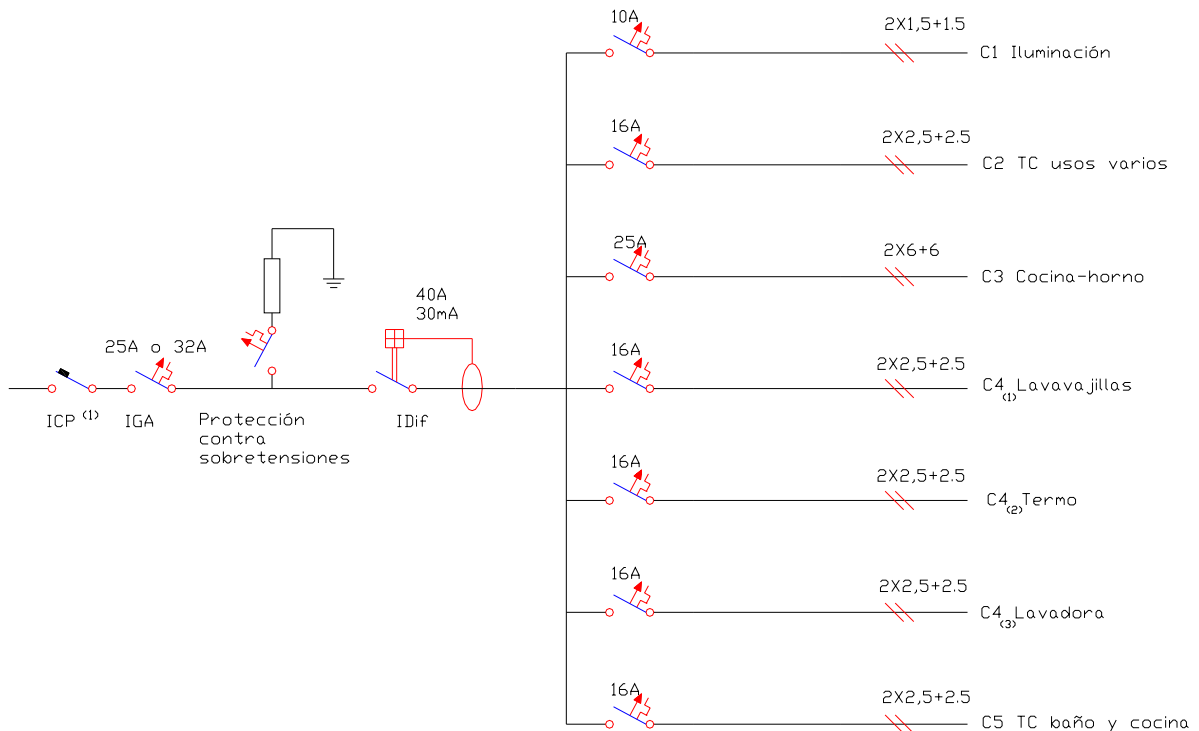 10A
2X1,5+1.5
C1 Iluminación
16A
2X2,5+2.5
C2 TC usos varios
25A
2X6+6
C3 Cocina-horno
40A
30mA
25A o 32A
ICP (1)
IGA
Protección
contra
sobretensiones
IDif
16A
2X2,5+2.5
C4(1)Lavavajillas
16A
2X2,5+2.5
C4(2)Termo
16A
2X2,5+2.5
C4(3)Lavadora
16A
2X2,5+2.5
C5 TC baño y cocina